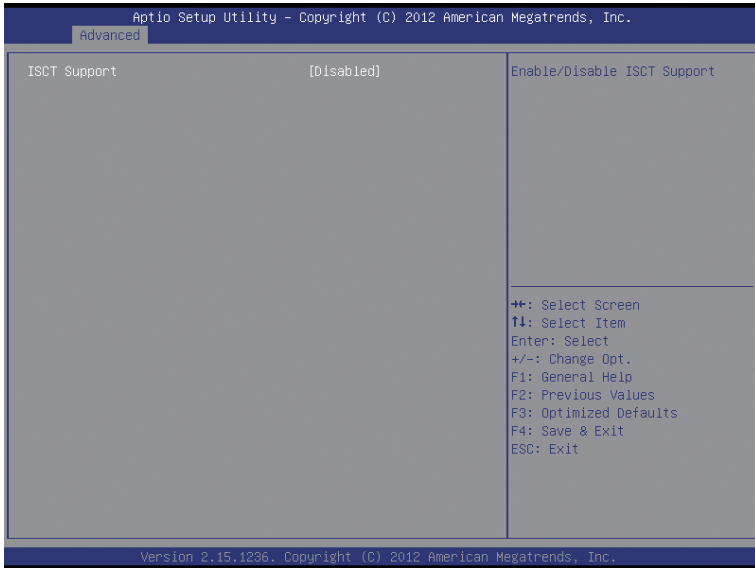 Aptio Setup Utility – Copyright (C) 2012 American Megatrends, Inc.
Advanced
ISCT Support [Disabled]
Enable/Disable ISCT Support
→←: Select Screen
↑↓: Select Item
Enter: Select
+/-: Change Opt.
F1: General Help
F2: Previous Values
F3: Optimized Defaults
F4: Save & Exit
ESC: Exit
Version 2.15.1236. Copyright (C) 2012 American Megatrends, Inc.